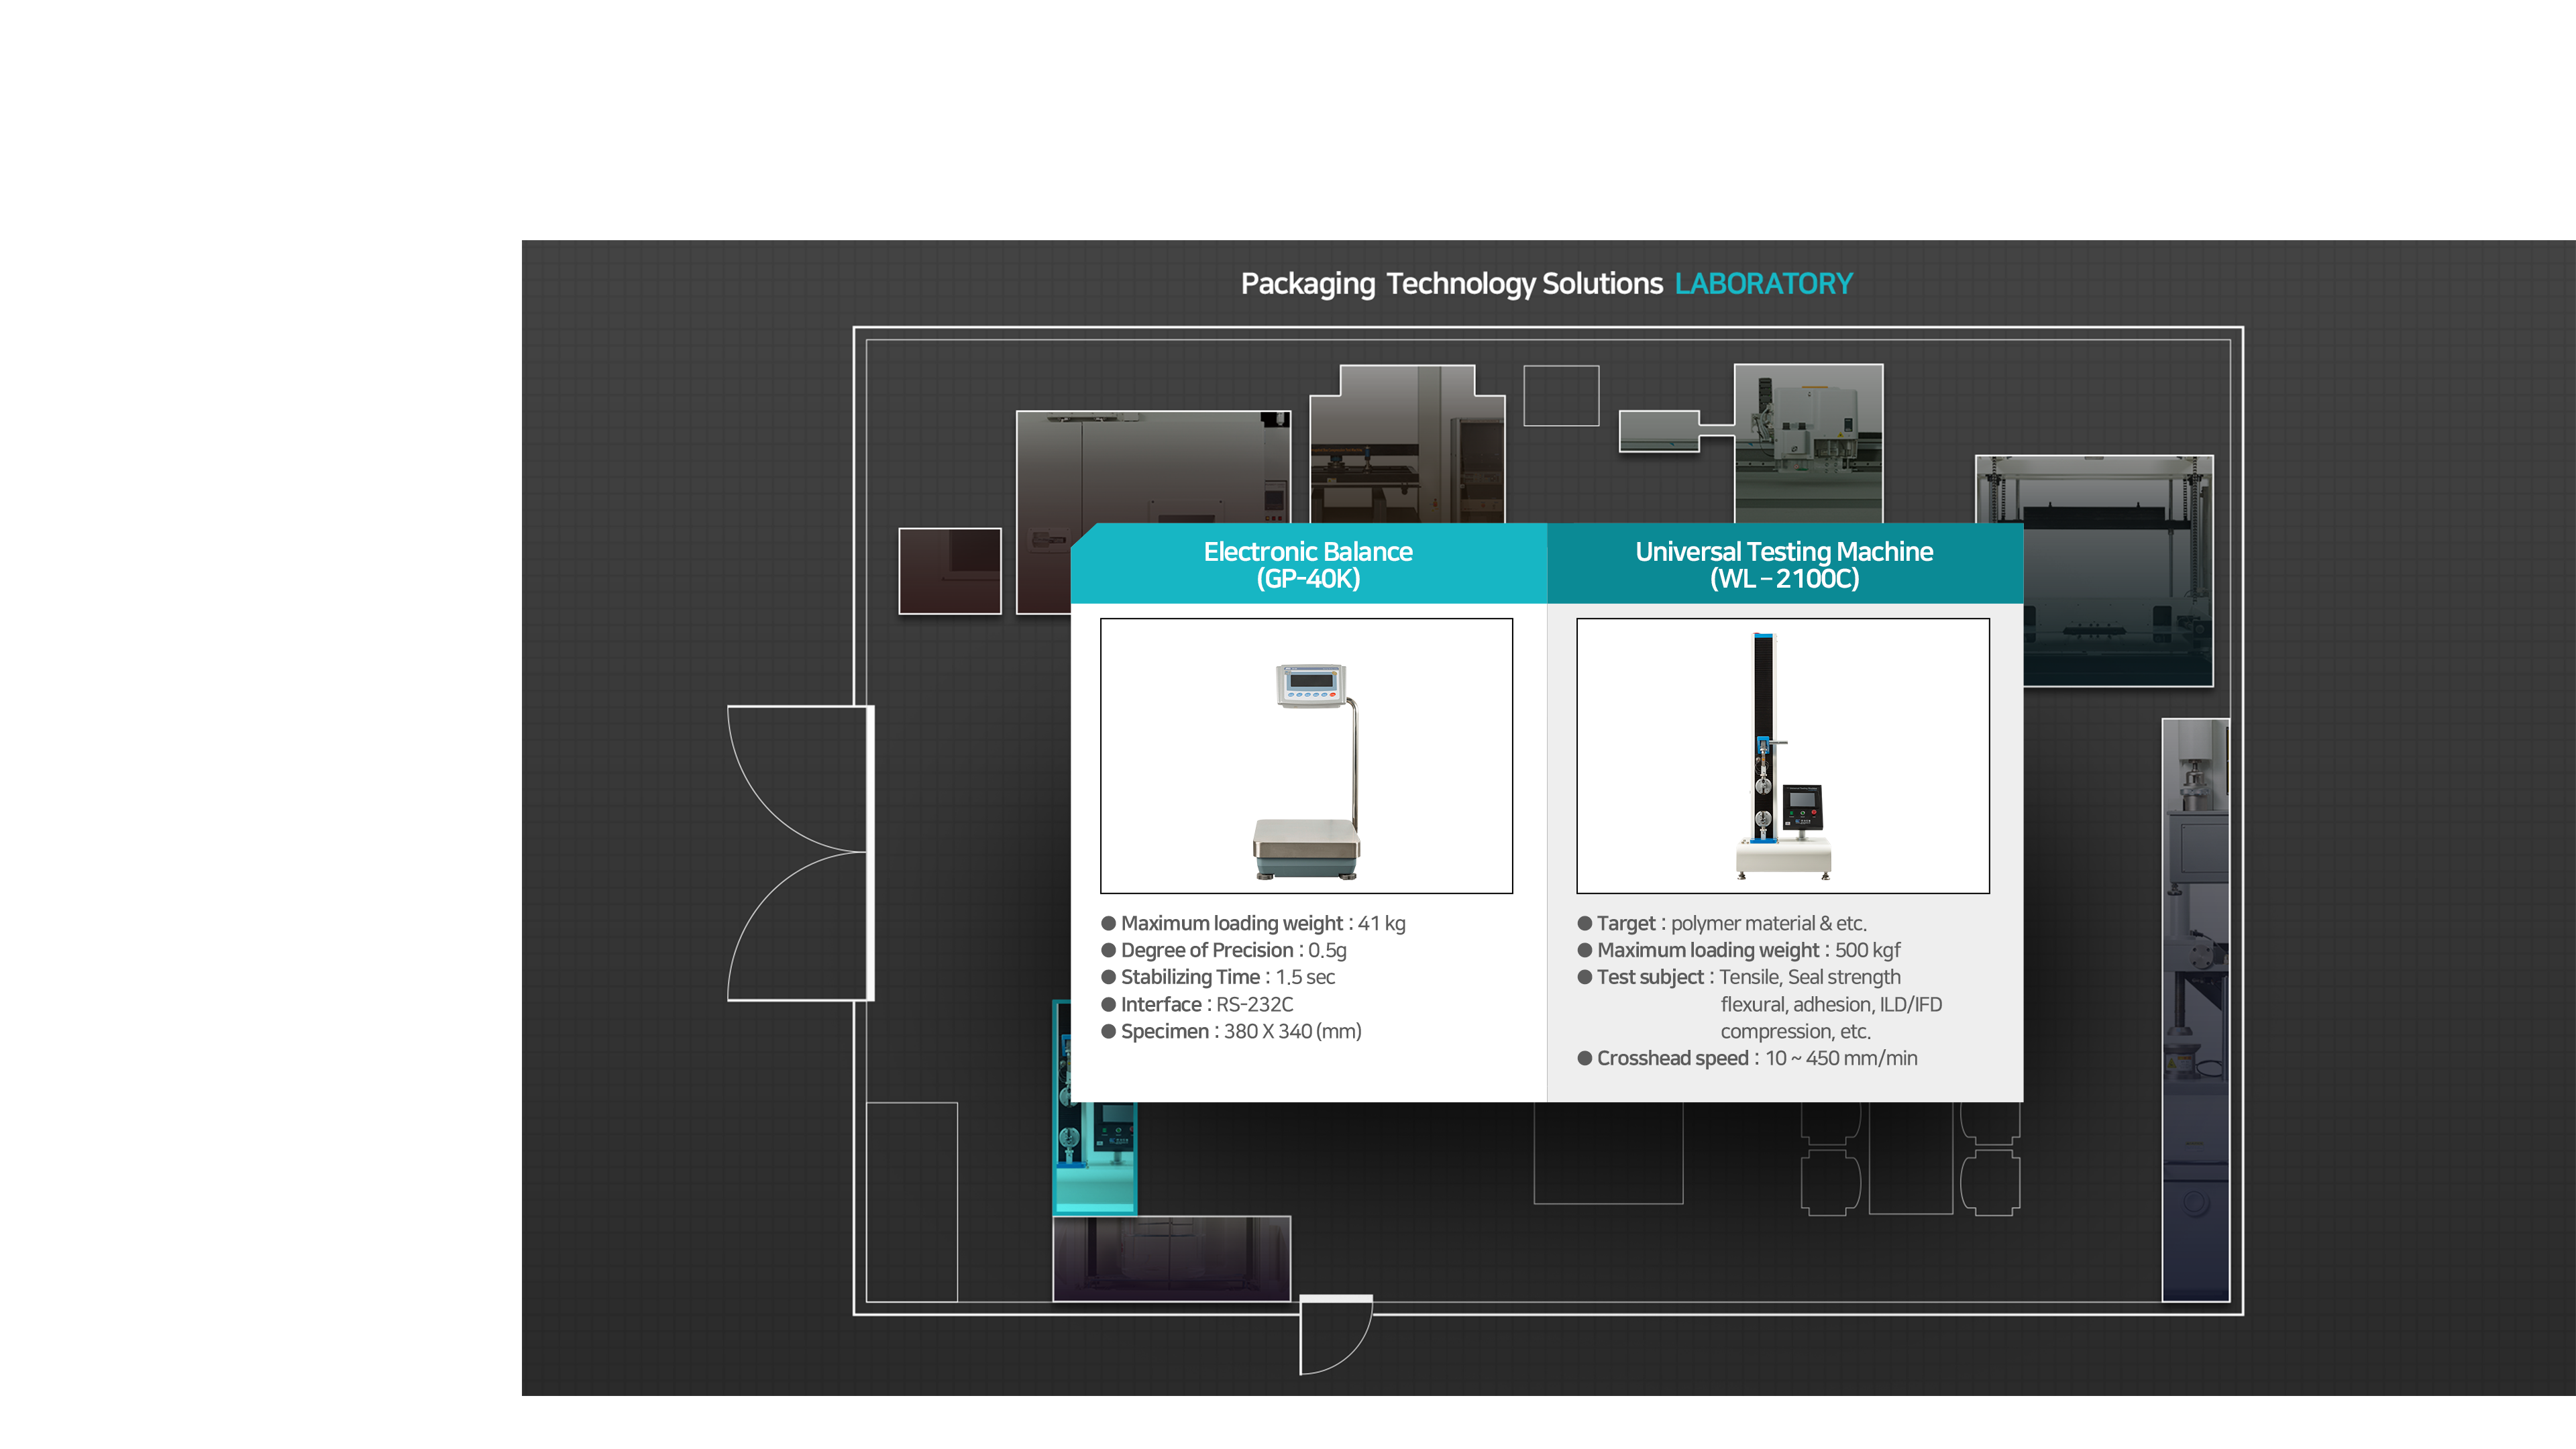 Packaging Technology Solutions LABORATORY
Electronic Balance
(GP-40K)
● Maximum loading weight : 41 kg
● Degree of Precision : 0.5g
● Stabilizing Time : 1.5 sec
● Interface : RS-232C
● Specimen : 380 X 340 (mm)
Universal Testing Machine
(WL – 2100C)
● Target : polymer material & etc.
● Maximum loading weight : 500 kgf
● Test subject : Tensile, Seal strength
flexural, adhesion, ILD/IFD
compression, etc.
● Crosshead speed : 10 ~ 450 mm/min